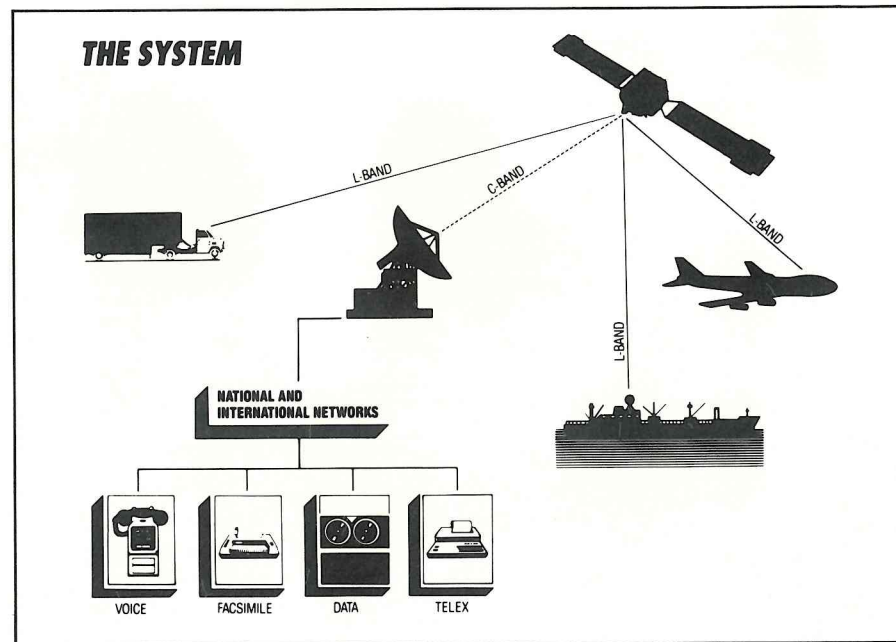 THE SYSTEM
L-BAND
C-BAND
L-BAND
L-BAND
NATIONAL AND
INTERNATIONAL NETWORKS
VOICE
FACSIMILE
DATA
TELEX